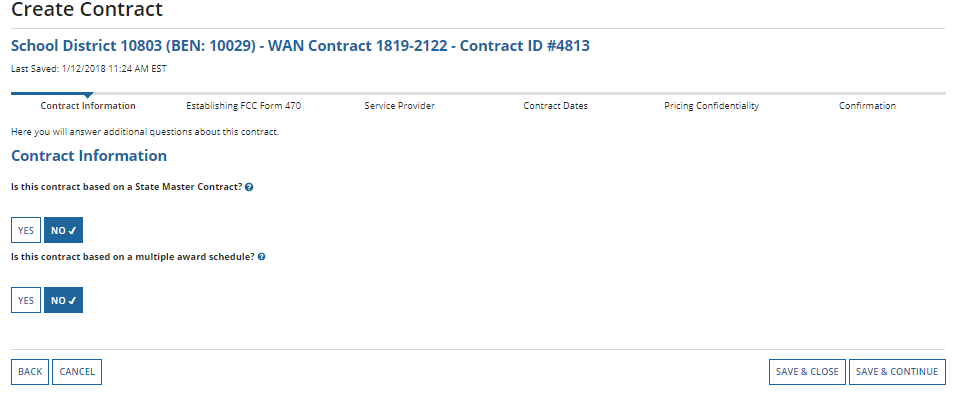 Create Contract
School District 10803 (BEN: 10029) - WAN Contract 1819-2122 - Contract ID #4813
Last Saved: 1/12/2018 11:24 AM EST
Contract Information Establishing FCC Form 470 Service Provider Contract Dates Pricing Confidentiality Confirmation
Here you will answer additional questions about this contract.
Contract Information
Is this contract based on a State Master Contract? ?
YES NO ✓
Is this contract based on a multiple award schedule? ?
YES NO ✓
BACK CANCEL SAVE & CLOSE SAVE & CONTINUE